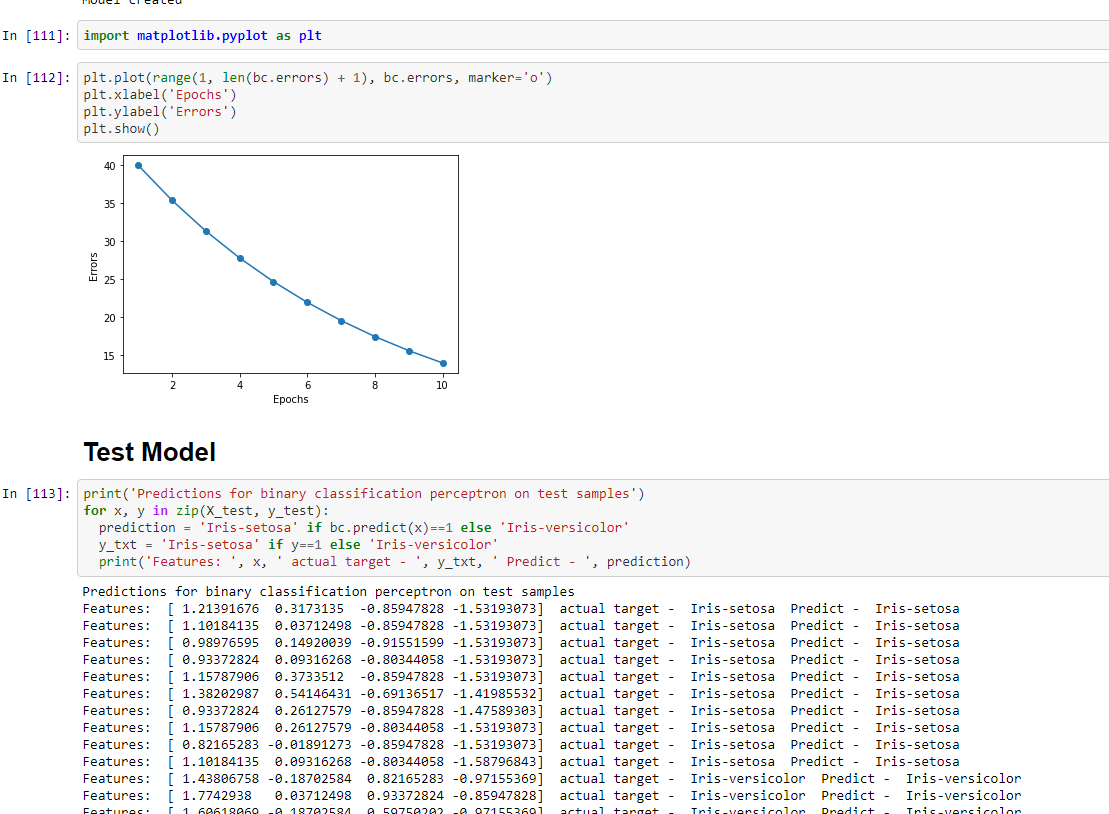 Model Created
In [111]: import matplotlib.pyplot as plt
In [112]: plt.plot(range(1, len(bc.errors) + 1), bc.errors, marker='o')
plt.xlabel('Epochs')
plt.ylabel('Errors')
plt.show()
40
35
30
25
20
15
Errors
2 4 6 8 10
Epochs
Test Model
In [113]: print('Predictions for binary classification perceptron on test samples')
for x, y in zip(X_test, y_test):
prediction = 'Iris-setosa' if bc.predict(x)==1 else 'Iris-versicolor'
y_txt = 'Iris-setosa' if y==1 else 'Iris-versicolor'
print('Features: ', x, ' actual target - ', y_txt, ' Predict - ', prediction)
Predictions for binary classification perceptron on test samples
Features:  [ 1.21391676  0.3173135  -0.85947828 -1.53193073]  actual target -  Iris-setosa  Predict -  Iris-setosa
Features:  [ 1.10184135  0.03712498 -0.85947828 -1.53193073]  actual target -  Iris-setosa  Predict -  Iris-setosa
Features:  [ 0.98976595  0.14920039 -0.91551599 -1.53193073]  actual target -  Iris-setosa  Predict -  Iris-setosa
Features:  [ 0.93372824  0.09316268 -0.80344058 -1.53193073]  actual target -  Iris-setosa  Predict -  Iris-setosa
Features:  [ 1.15787906  0.3733512  -0.85947828 -1.53193073]  actual target -  Iris-setosa  Predict -  Iris-setosa
Features:  [ 1.38202987  0.54146431 -0.69136517 -1.41985532]  actual target -  Iris-setosa  Predict -  Iris-setosa
Features:  [ 0.93372824  0.26127579 -0.85947828 -1.47589303]  actual target -  Iris-setosa  Predict -  Iris-setosa
Features:  [ 1.15787906  0.26127579 -0.80344058 -1.53193073]  actual target -  Iris-setosa  Predict -  Iris-setosa
Features:  [ 0.82165283 -0.01891273 -0.85947828 -1.53193073]  actual target -  Iris-setosa  Predict -  Iris-setosa
Features:  [ 1.10184135  0.09316268 -0.80344058 -1.58796843]  actual target -  Iris-setosa  Predict -  Iris-setosa
Features:  [ 1.43806758 -0.18702584  0.82165283 -0.97155369]  actual target -  Iris-versicolor  Predict -  Iris-versicolor
Features:  [ 1.7742938   0.03712498  0.93372824 -0.85947828]  actual target -  Iris-versicolor  Predict -  Iris-versicolor
Features:  [ 1.60618069 -0.18702584  0.59750202 -0.97155369]  actual target -  Iris-versicolor  Predict -  Iris-versicolor